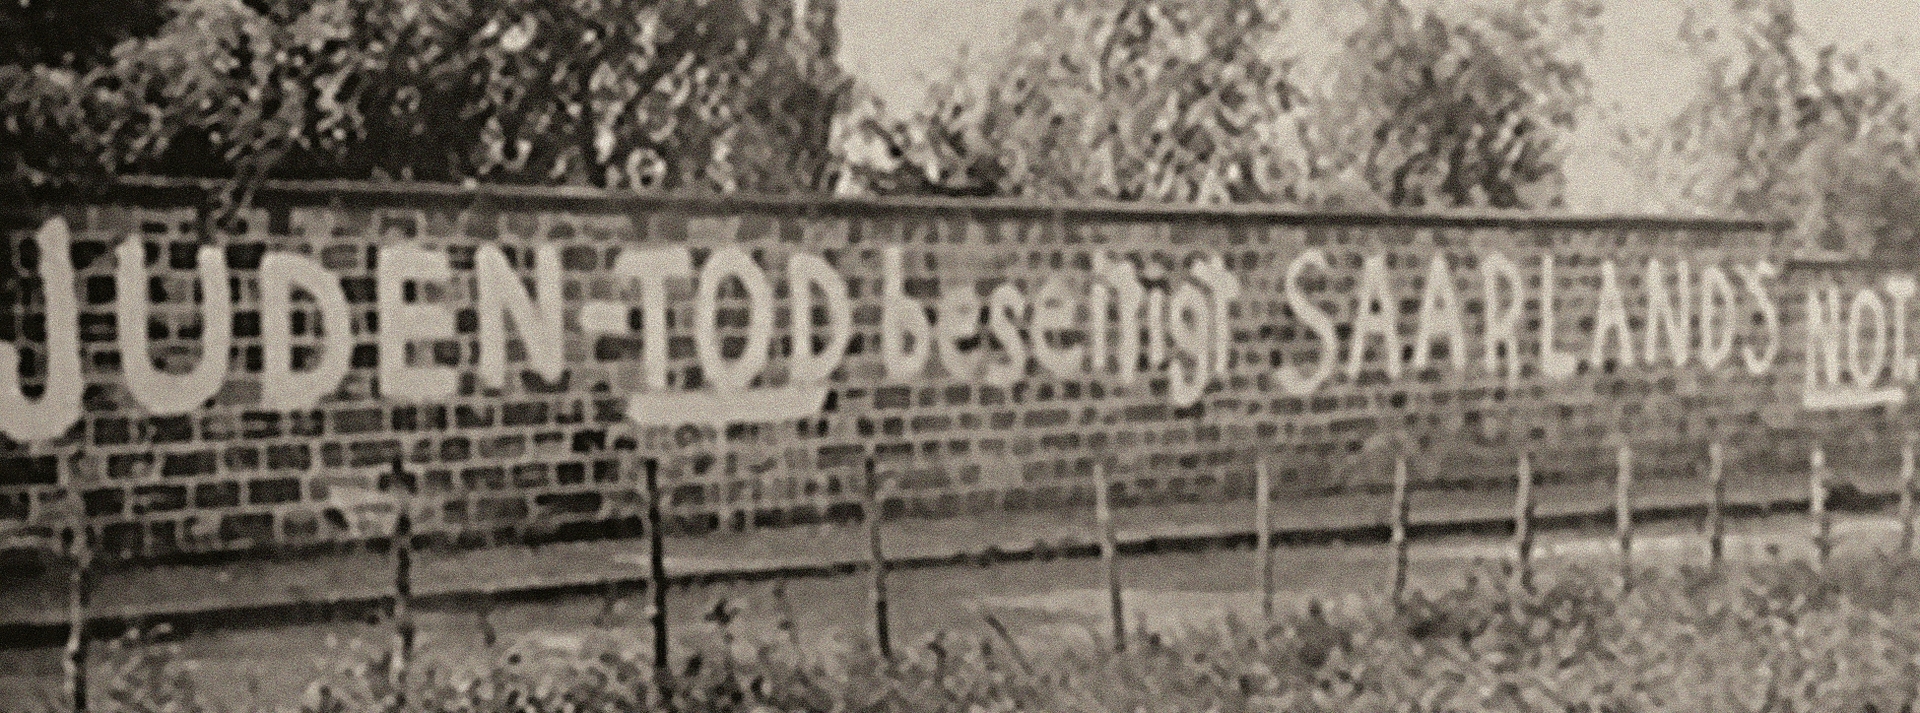 JUDEN-TOD beseitigt SAARLANDS NOT.